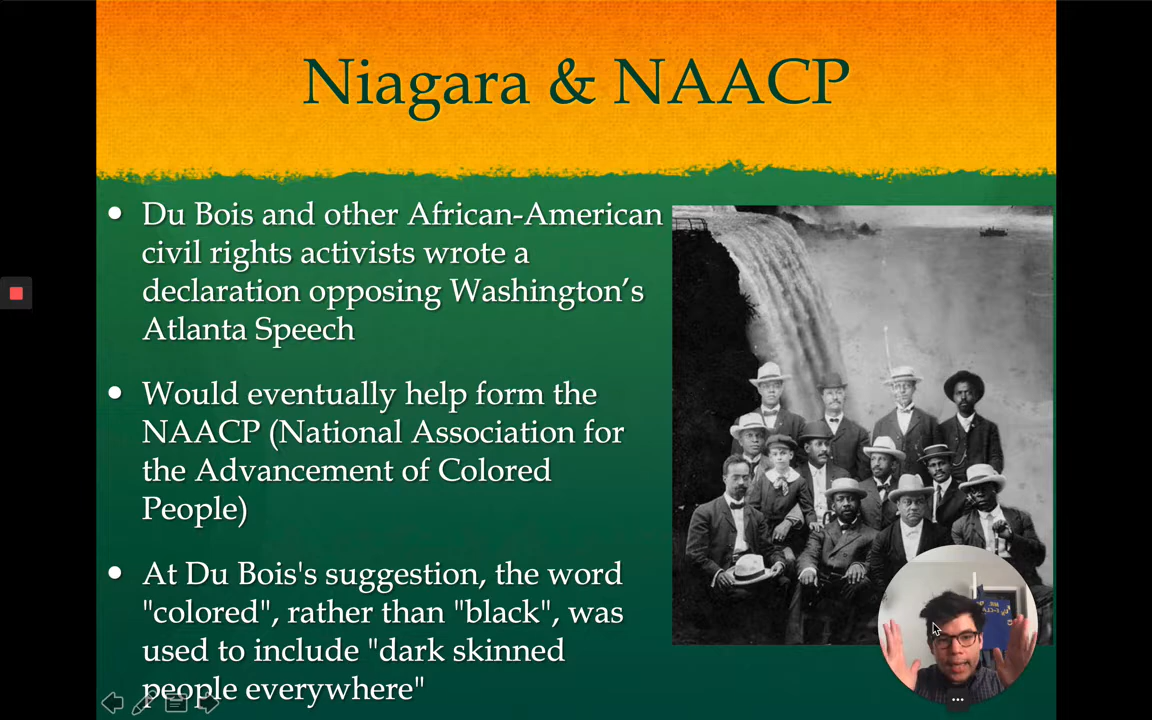 Niagara & NAACP
Du Bois and other African-American
civil rights activists wrote a
declaration opposing Washington's
Atlanta Speech
Would eventually help form the
NAACP (National Association for
the Advancement of Colored
People)
At Du Bois's suggestion, the word
"colored", rather than "black", was
used to include "dark skinned
people everywhere"